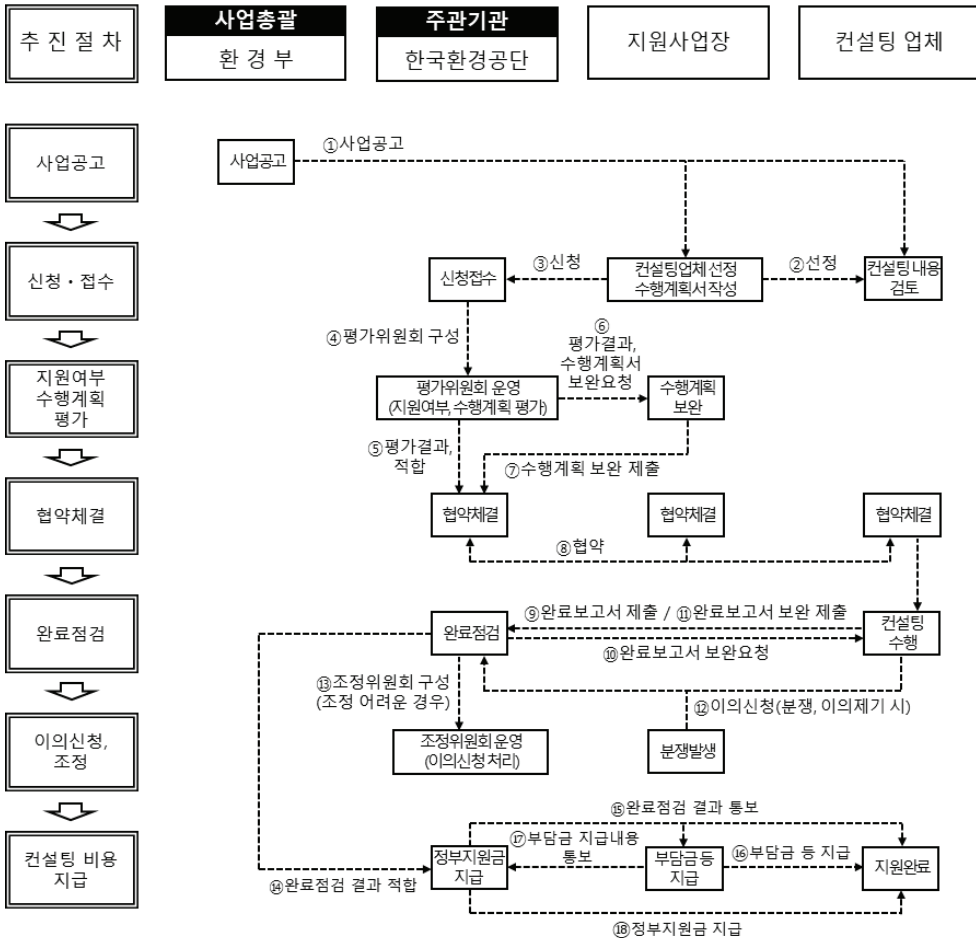 추 진 절 차
사업총괄
환 경 부
주관기관
한국환경공단
지원사업장
컨설팅 업체
사업공고
사업공고
①사업공고
신청・접수
신청접수
③신청
컨설팅업체 선정
수행계획서 작성
②선정
컨설팅 내용
검토
④평가위원회 구성
⑥
평가결과,
수행계획서
보완요청
지원여부
수행계획
평가
평가위원회 운영
(지원여부, 수행계획 평가)
수행계획
보완
⑤평가결과,
적합
⑦수행계획 보완 제출
협약체결
협약체결
협약체결
협약체결
⑧협약
완료점검
완료점검
⑨완료보고서 제출 / ⑪완료보고서 보완 제출
⑩완료보고서 보완요청
컨설팅
수행
⑬조정위원회 구성
(조정 어려운 경우)
⑫이의신청(분쟁, 이의제기 시)
이의신청,
조정
조정위원회 운영
(이의신청 처리)
분쟁발생
⑮완료점검 결과 통보
컨설팅 비용
지급
⑭완료점검 결과 적합
정부지원금
지급
⑰부담금 지급내용
통보
부담금 등
지급
⑯부담금 등 지급
지원완료
⑱정부지원금 지급